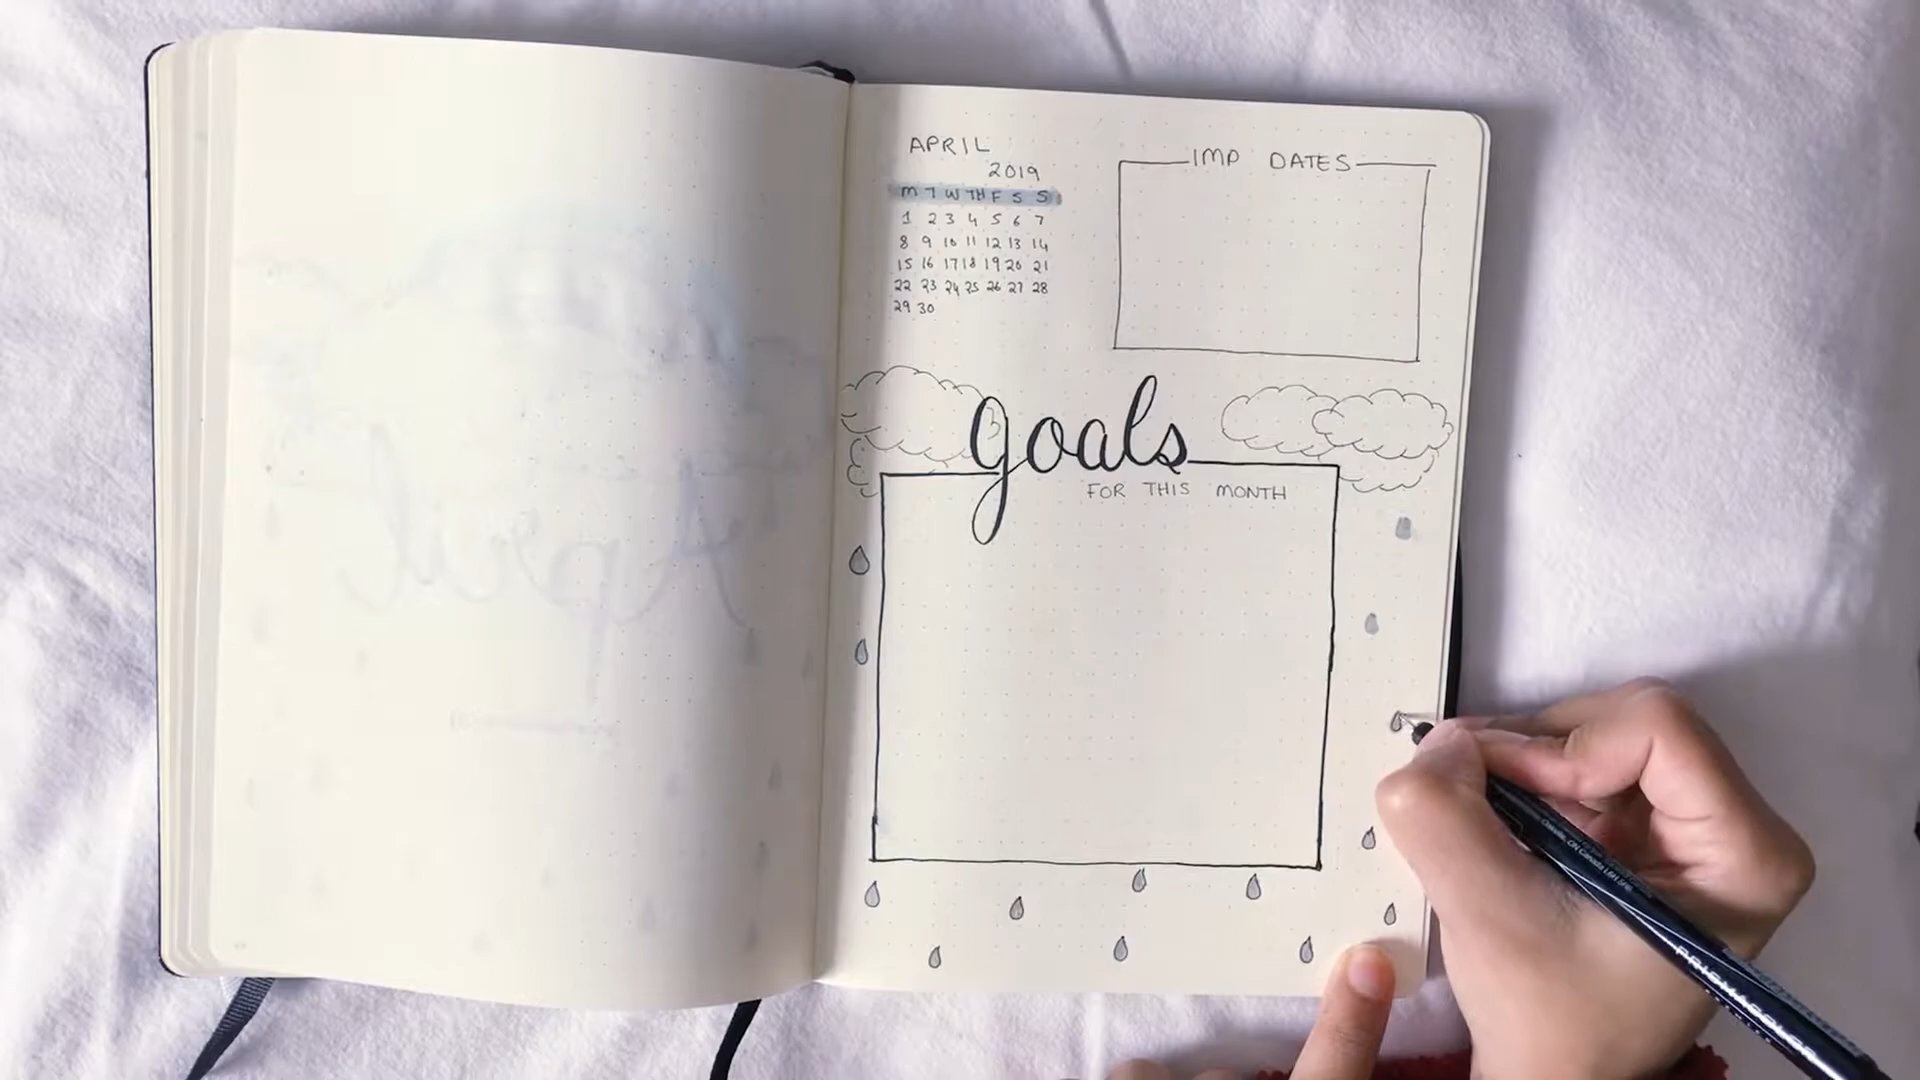 APRIL
2019
M T W TH F S S
1 2 3 4 5 6 7
8 9 10 11 12 13 14
15 16 17 18 19 20 21
22 23 24 25 26 27 28
29 30
IMP DATES
goals
FOR THIS MONTH
April
PRISMACOLOR